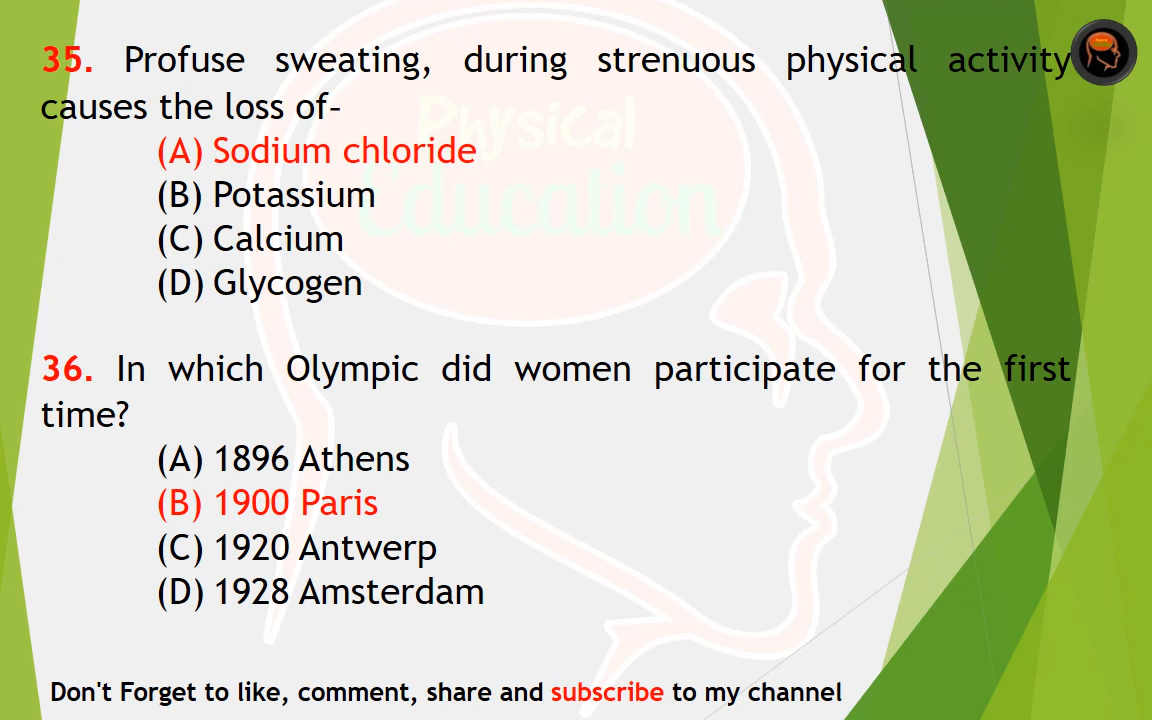 35. Profuse sweating, during strenuous physical activity
causes the loss of–
(A) Sodium chloride
(B) Potassium
(C) Calcium
(D) Glycogen
36. In which Olympic did women participate for the first
time?
(A) 1896 Athens
(B) 1900 Paris
(C) 1920 Antwerp
(D) 1928 Amsterdam
Don't Forget to like, comment, share and subscribe to my channel
Physical
Education